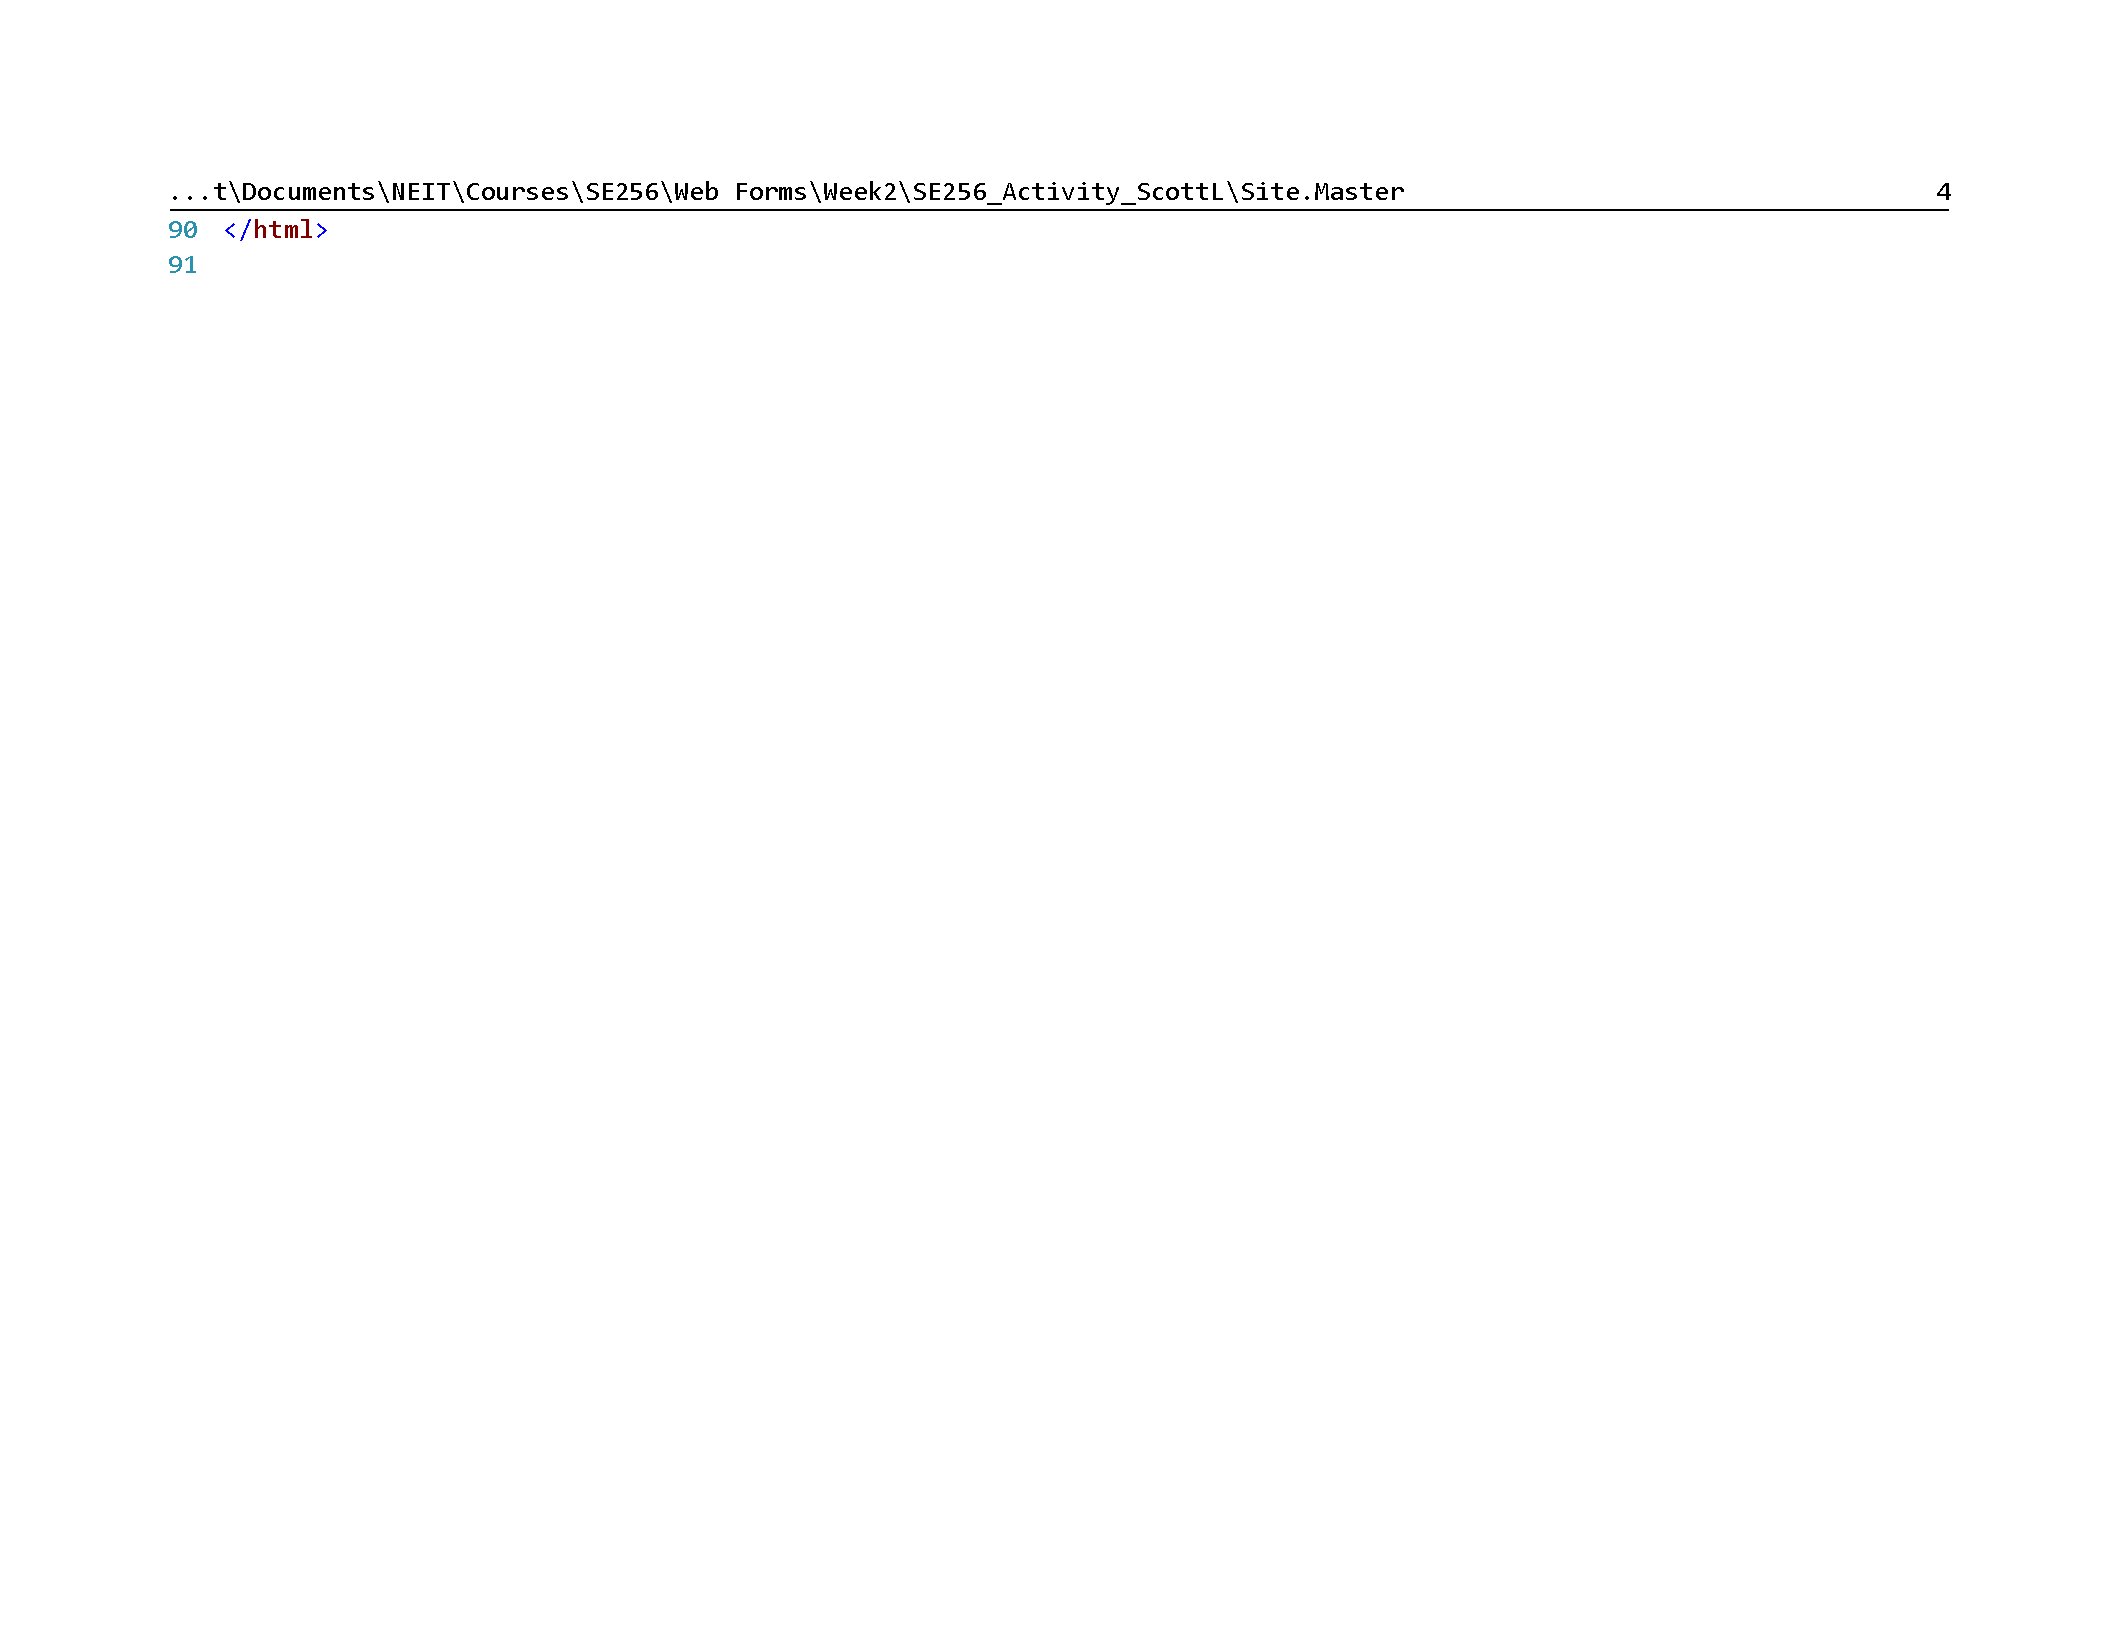 ...t\Documents\NEIT\Courses\SE256\Web Forms\Week2\SE256_Activity_ScottL\Site.Master 4
90 </html>
91